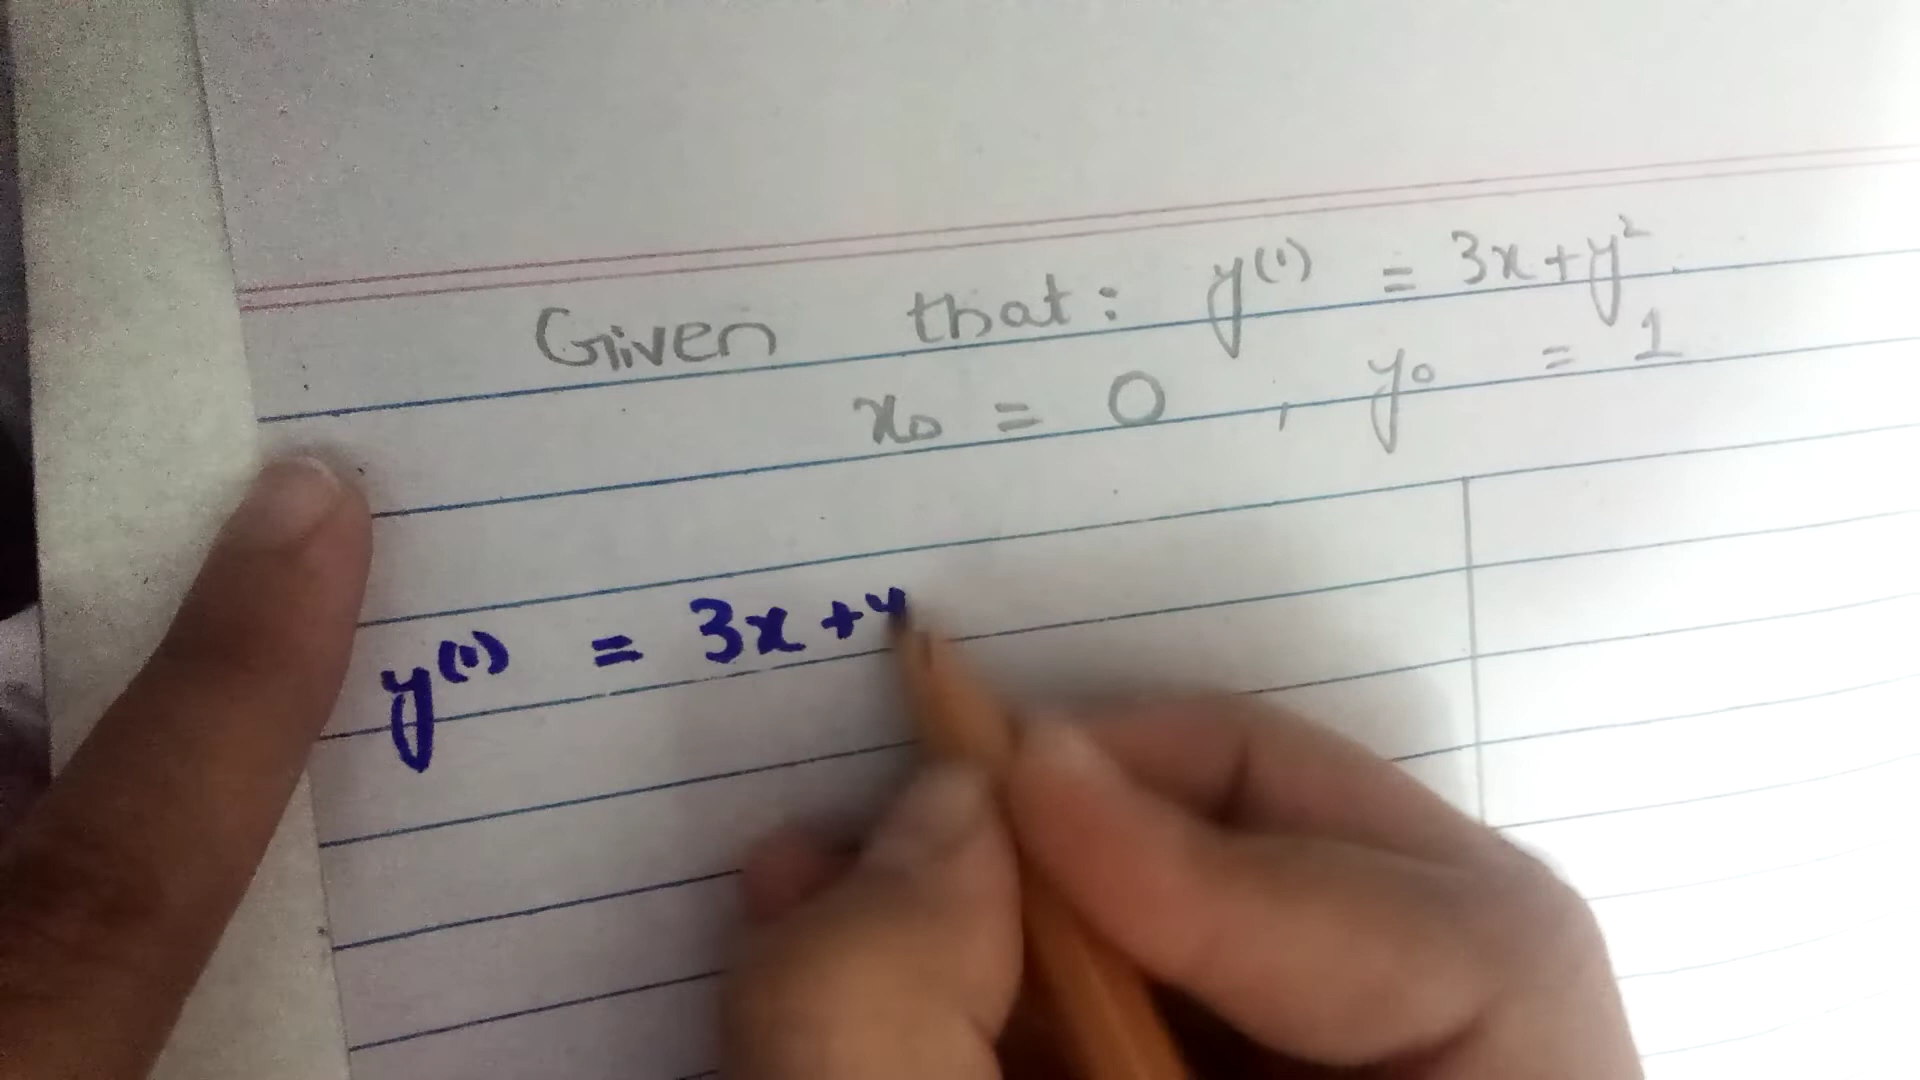 Given that: y⁽¹⁾ = 3x+y²
x₀ = 0 , y₀ = 1
y⁽¹⁾ = 3x+y